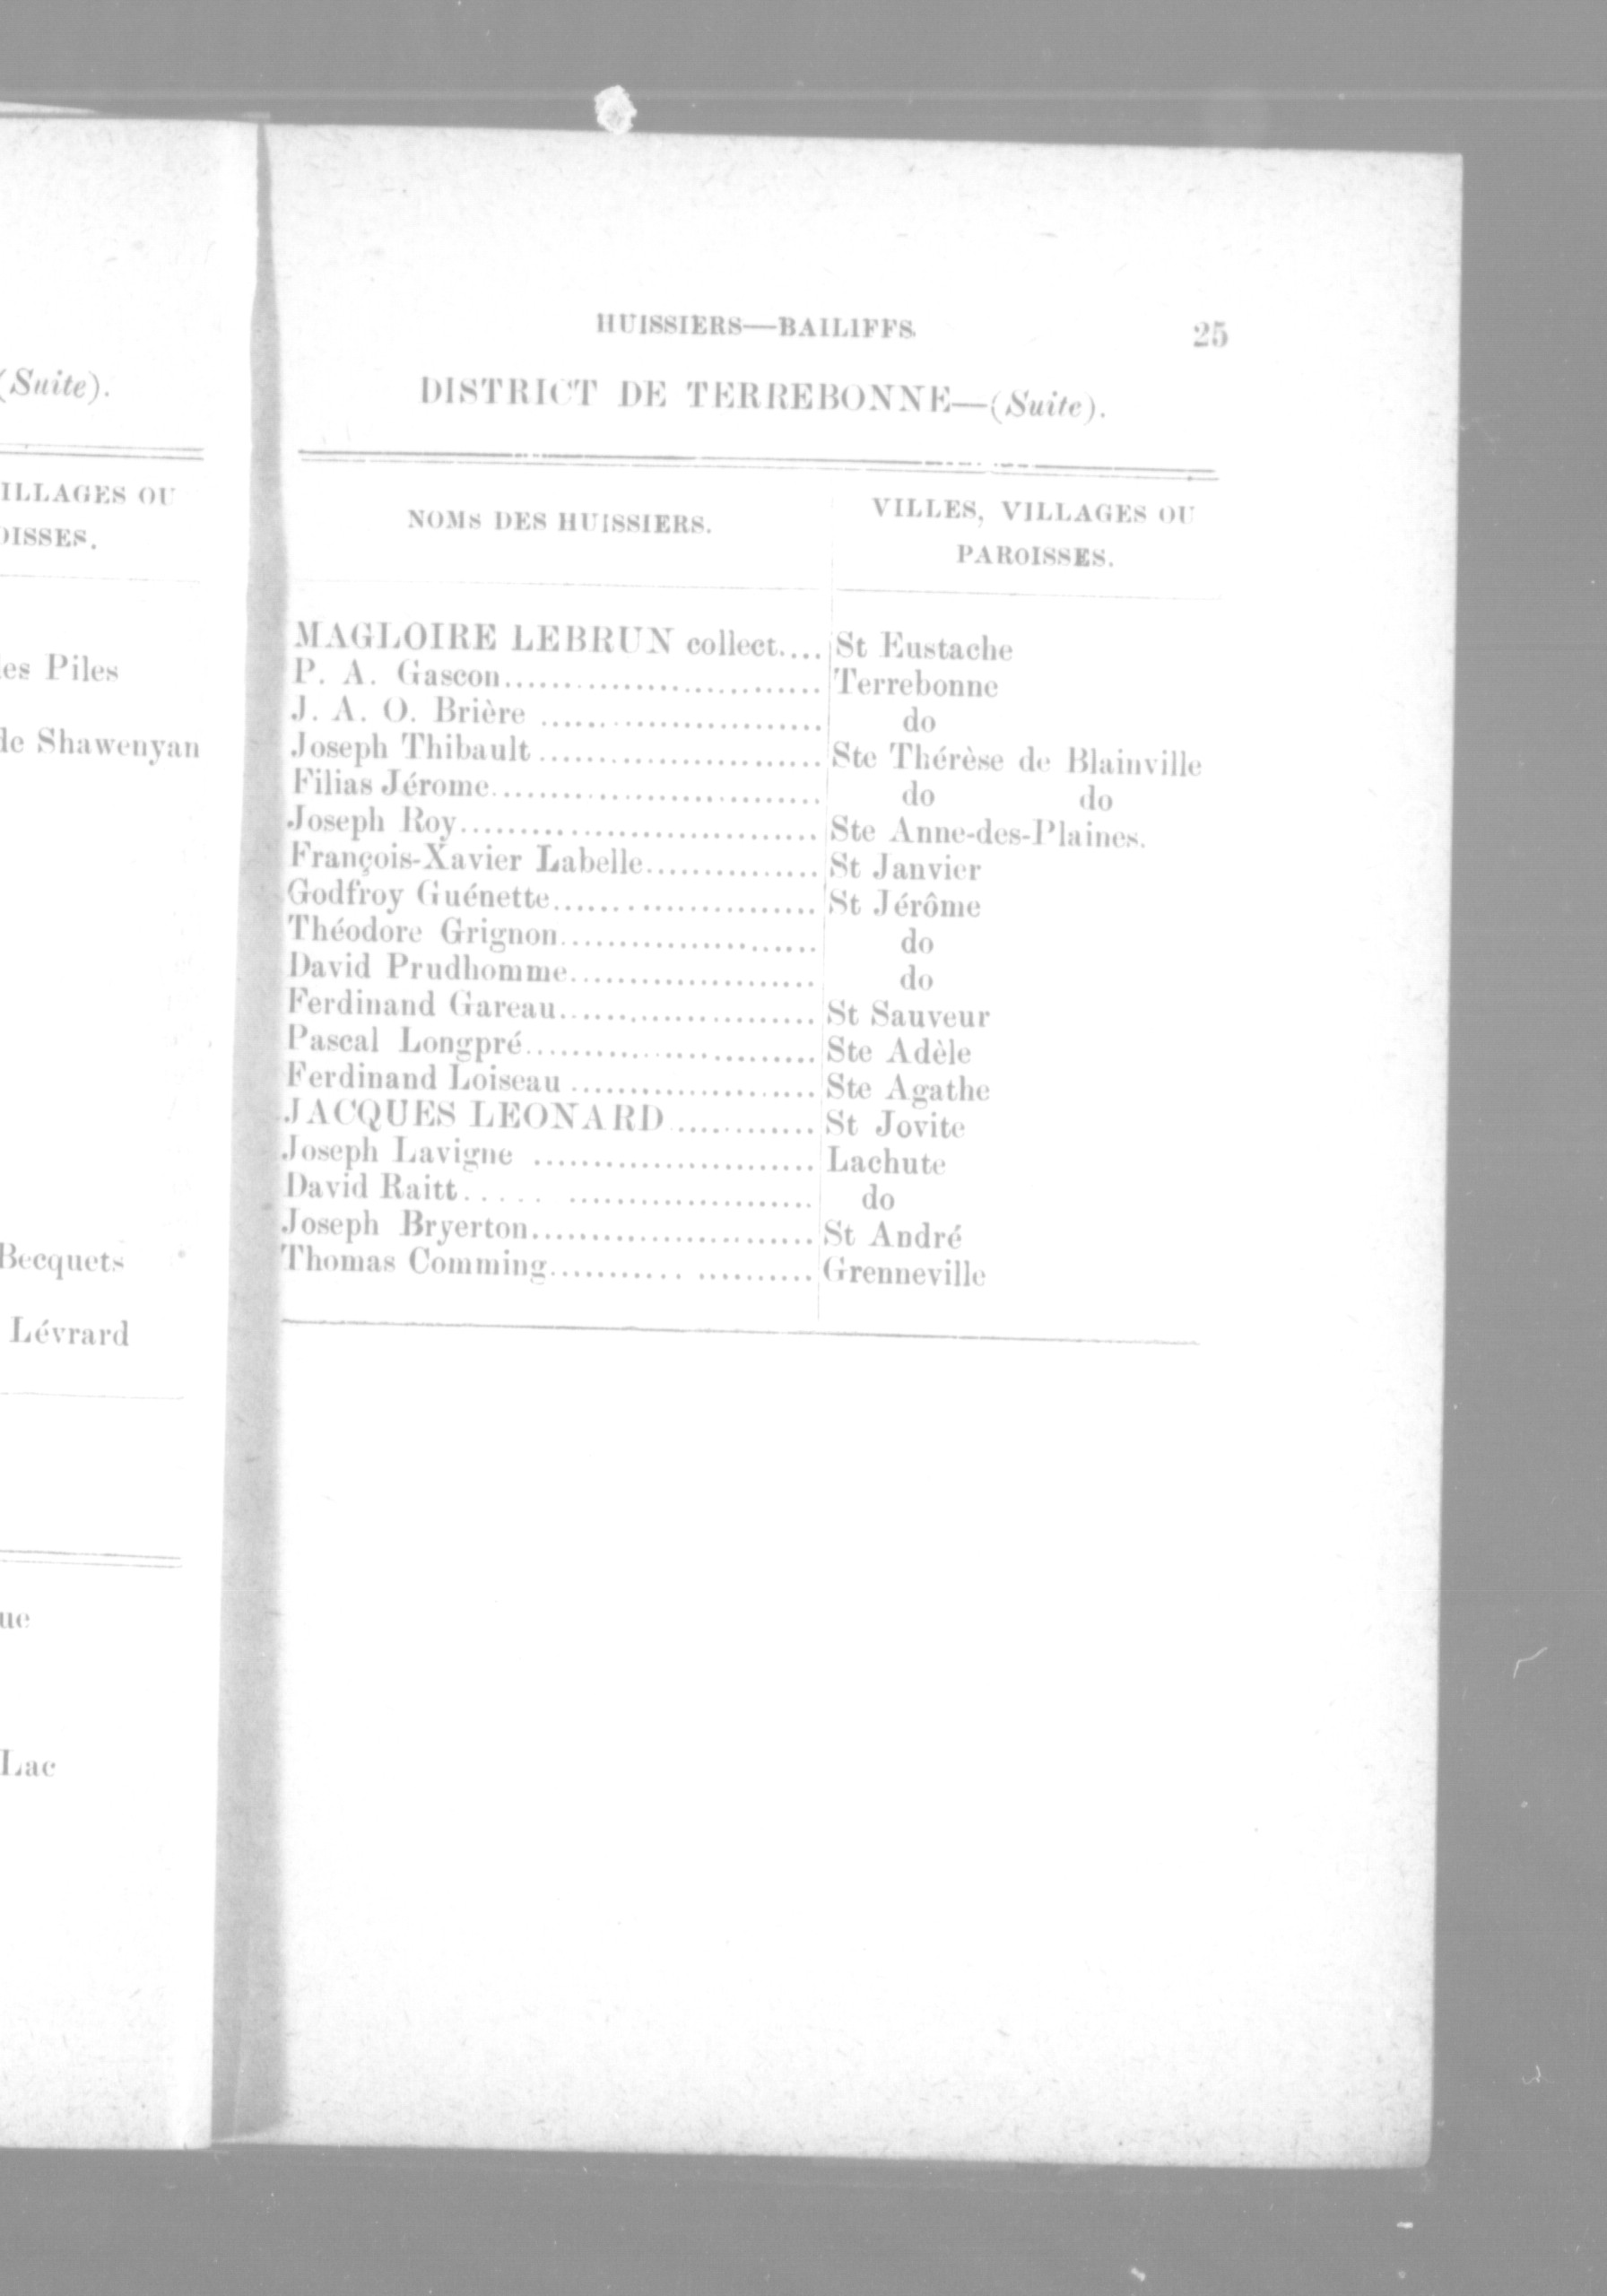 (Suite).
ILLAGES OU
OISSES.
es Piles
de Shawenyan
Becquets
Lévrard
ue
Lac
HUISSIERS—BAILIFFS. 25
DISTRICT DE TERREBONNE—(Suite).
NOMS DES HUISSIERS.
VILLES, VILLAGES OU
PAROISSES.
MAGLOIRE LEBRUN collect.... St Eustache
P. A. Gascon........................... Terrebonne
J. A. O. Brière ........................ do
Joseph Thibault ........................ Ste Thérèse de Blainville
Filias Jérome............................ do do
Joseph Roy.............................. Ste Anne-des-Plaines.
François-Xavier Labelle............... St Janvier
Godfroy Guénette....................... St Jérôme
Théodore Grignon...................... do
David Prudhomme..................... do
Ferdinand Gareau...................... St Sauveur
Pascal Longpré......................... Ste Adèle
Ferdinand Loiseau ..................... Ste Agathe
JACQUES LEONARD ............ St Jovite
Joseph Lavigne ........................ Lachute
David Raitt..... ..................... do
Joseph Bryerton........................ St André
Thomas Comming........... .......... Grenneville